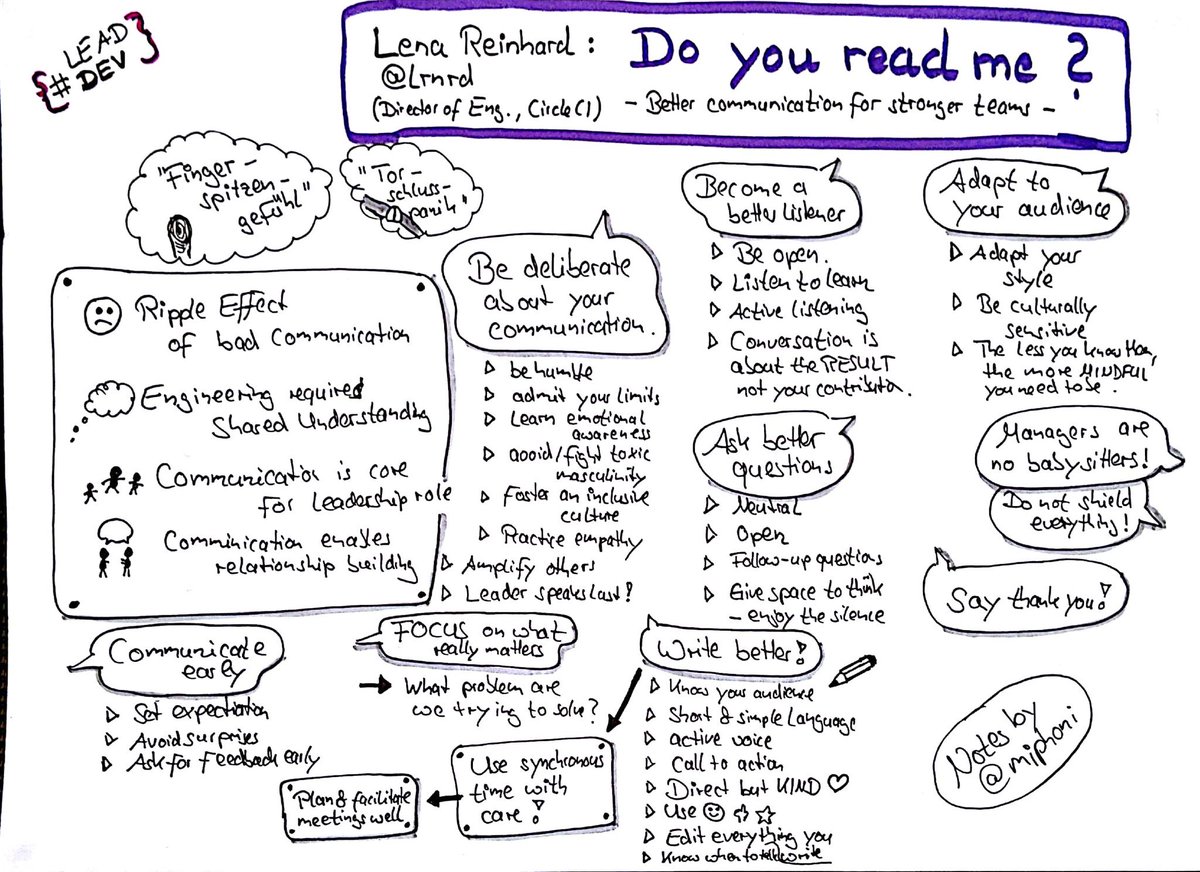 {# LEAD
DEV}
Lena Reinhard:
@Lrnrd
(Director of Eng., CircleCI)
Do you read me?
- Better communication for stronger teams -
"Finger-
spitzen-
gefühl"
"Tor-
schluss-
panik"
Ripple Effect
of bad Communication
Engineering required
Shared Understanding
Communication is core
for Leadership role
Comminication enables
relationship building
Be deliberate
about your
communication.
be humble
admit your limits
Learn emotional
awareness
avoid/fight toxic
masculinity
Foster an inclusive
culture
Practice empathy
Amplify others
Leader speaks Last!
Become a
better listener
Be open.
Listen to learn
Active listening
Conversation is
about the RESULT
not your contributon.
Ask better
questions
Neutral
Open
Follow-up questions
Give space to think
- enjoy the silence
Adapt to
your audience
Adapt your
style
Be culturally
sensitive
The less you know them,
the more MINDFUL
you need to be.
Managers are
no babysitters!
Do not shield
everything!
Say thank you!
Communicate
early
Set expectiation
Avoid surprises
Ask for Feedback early
FOCUS on what
really matters
What problem are
we trying to solve?
Write better!
Know your audience
Short & simple Language
active voice
Call to action
Direct but KIND
Use
Edit everything you
write
Know when to talk
Use synchronous
time with
care!
Plan & facilitate
meetings well
Notes by
@miphoni